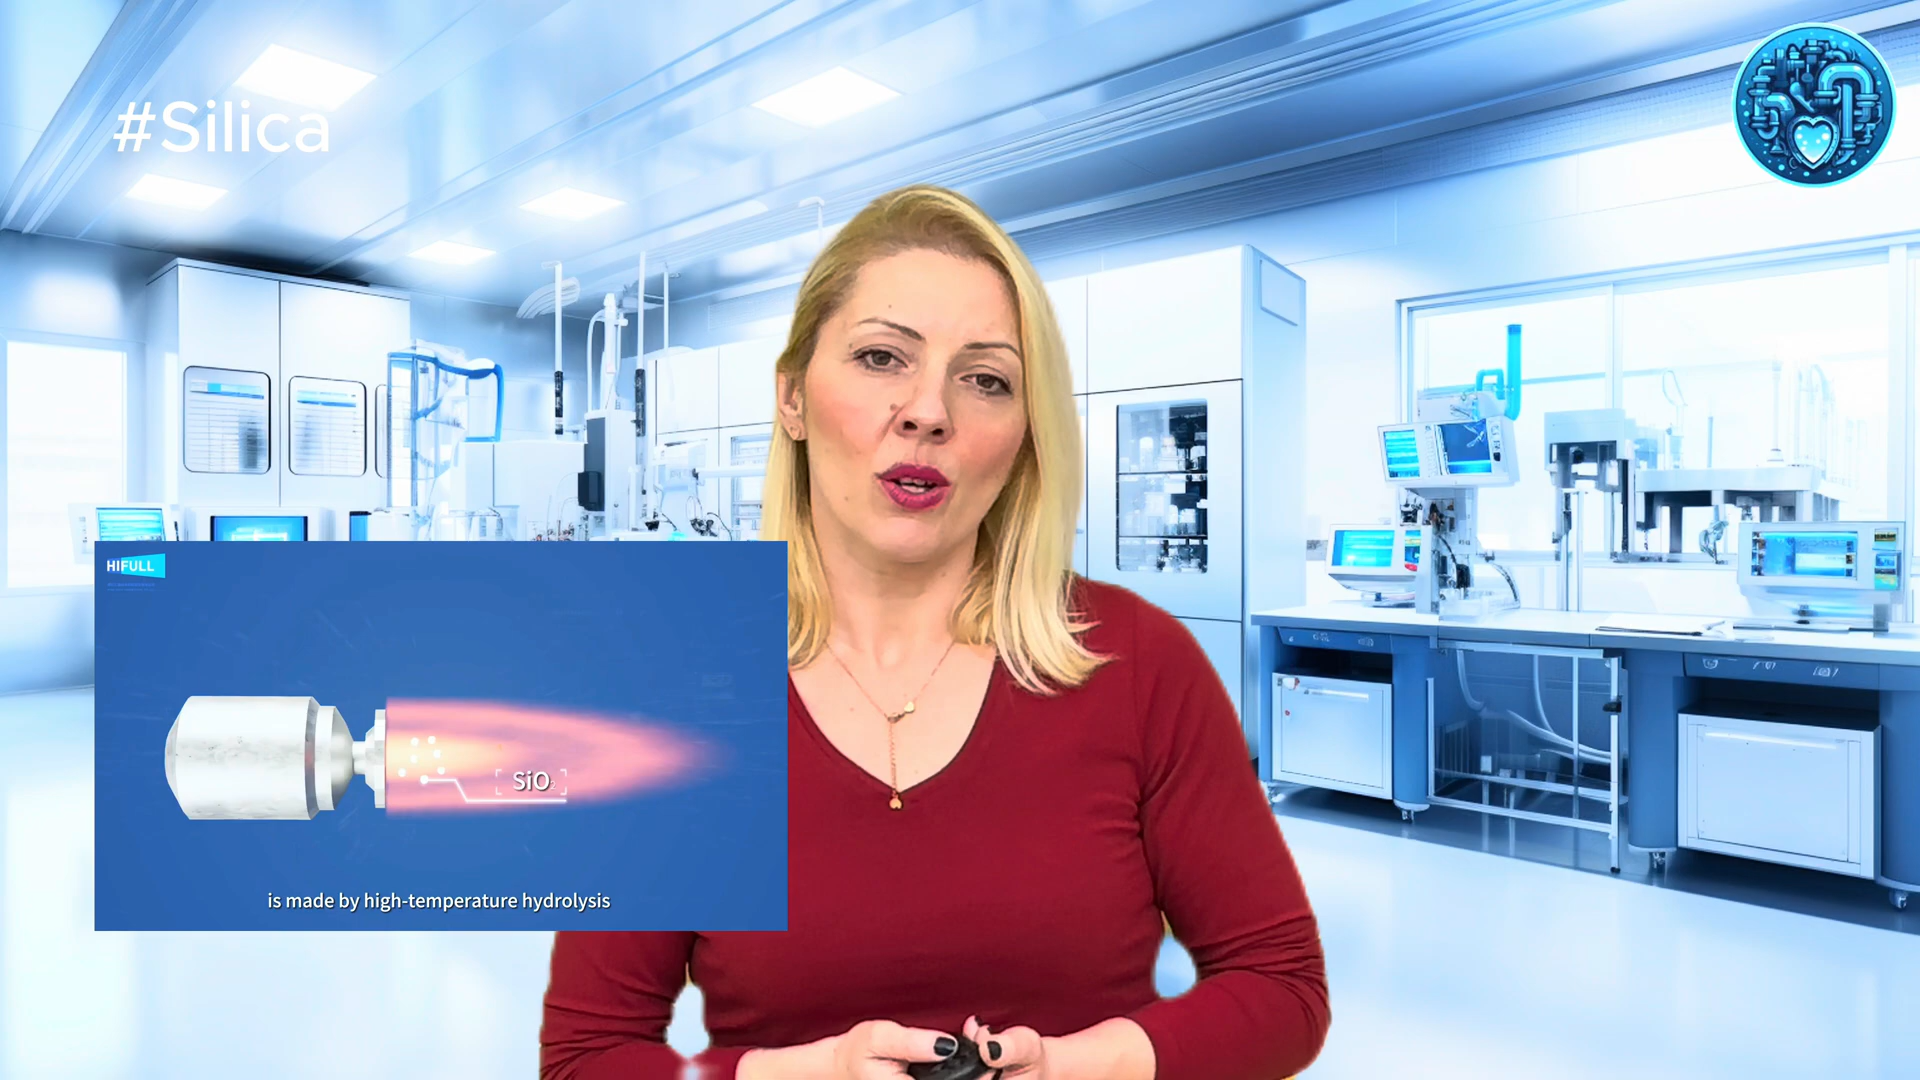 #Silica
HIFULL
SiO₂
is made by high-temperature hydrolysis